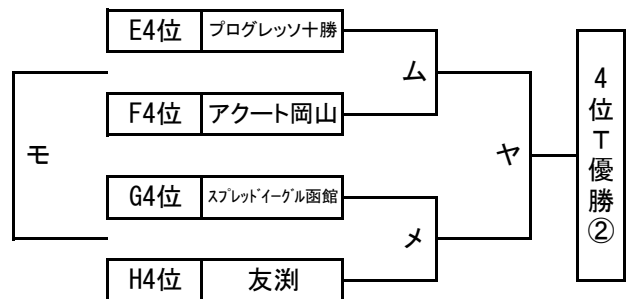 E4位 プログレッソ十勝
ム
F4位 アクート岡山
モ
ヤ
G4位 スプレッドイーグル函館
メ
H4位 友渕
4位T優勝②